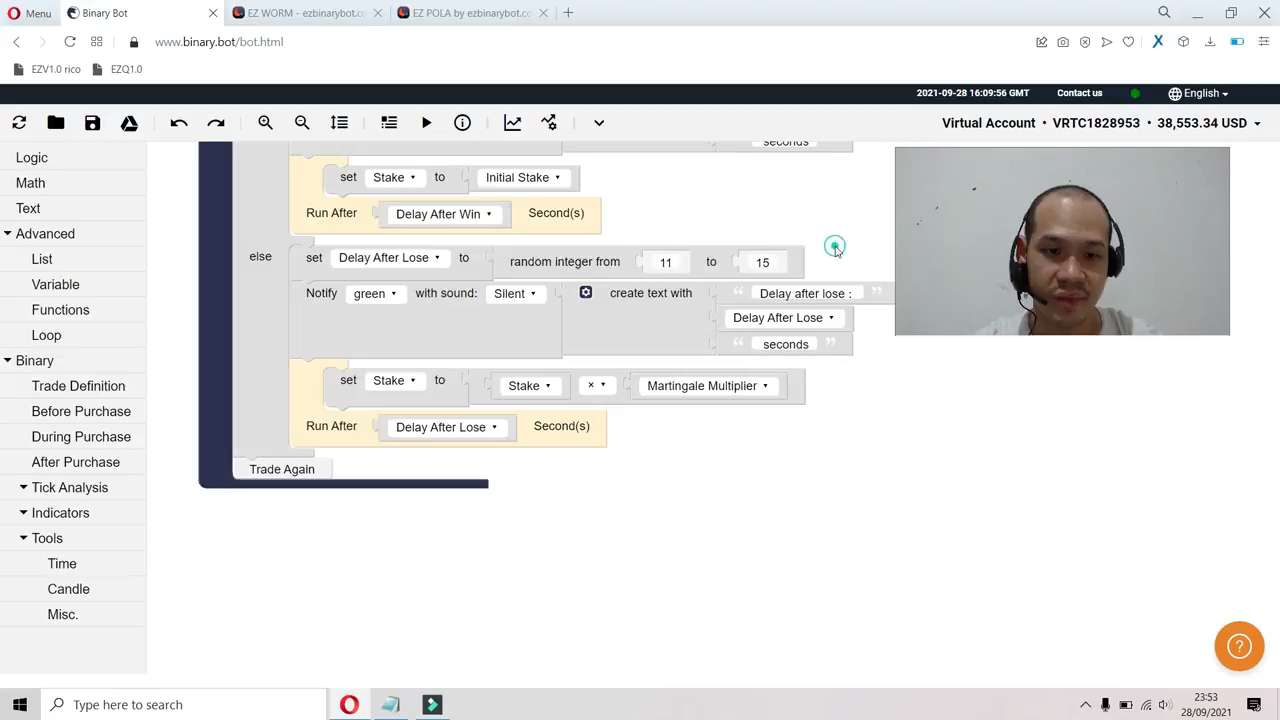 Menu
Binary Bot
EZ WORM - ezbinarybot.co
EZ POLA by ezbinarybot.co
www.binary.bot/bot.html
EZV1.0 rico
EZQ1.0
2021-09-28 16:09:56 GMT
Contact us
English
Virtual Account • VRTC1828953 • 38,553.34 USD
Logic
Math
Text
Advanced
List
Variable
Functions
Loop
Binary
Trade Definition
Before Purchase
During Purchase
After Purchase
Tick Analysis
Indicators
Tools
Time
Candle
Misc.
seconds
set Stake to Initial Stake
Run After Delay After Win Second(s)
else set Delay After Lose to random integer from 11 to 15
Notify green with sound: Silent create text with “ Delay after lose : ”
Delay After Lose
“ seconds ”
set Stake to Stake × Martingale Multiplier
Run After Delay After Lose Second(s)
Trade Again
?
Type here to search
23:53
28/09/2021